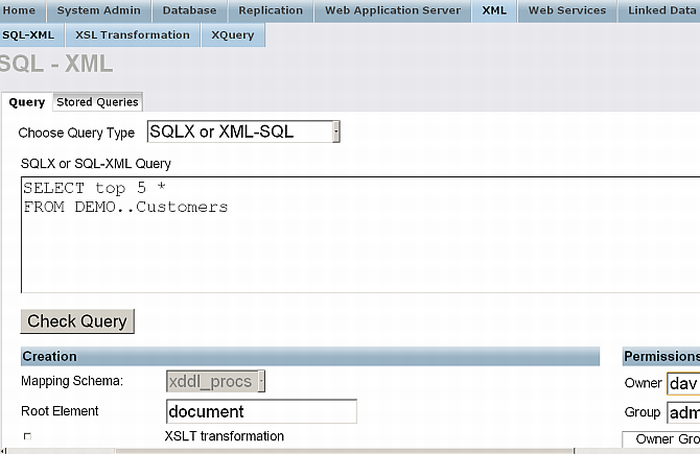 Home System Admin Database Replication Web Application Server XML Web Services Linked Data
SQL-XML XSL Transformation XQuery
SQL - XML
Query Stored Queries
Choose Query Type SQLX or XML-SQL
SQLX or SQL-XML Query
SELECT top 5 *
FROM DEMO..Customers
Check Query
Creation Permissions
Mapping Schema: xddl_procs Owner dav
Root Element document Group adm
XSLT transformation Owner Gro